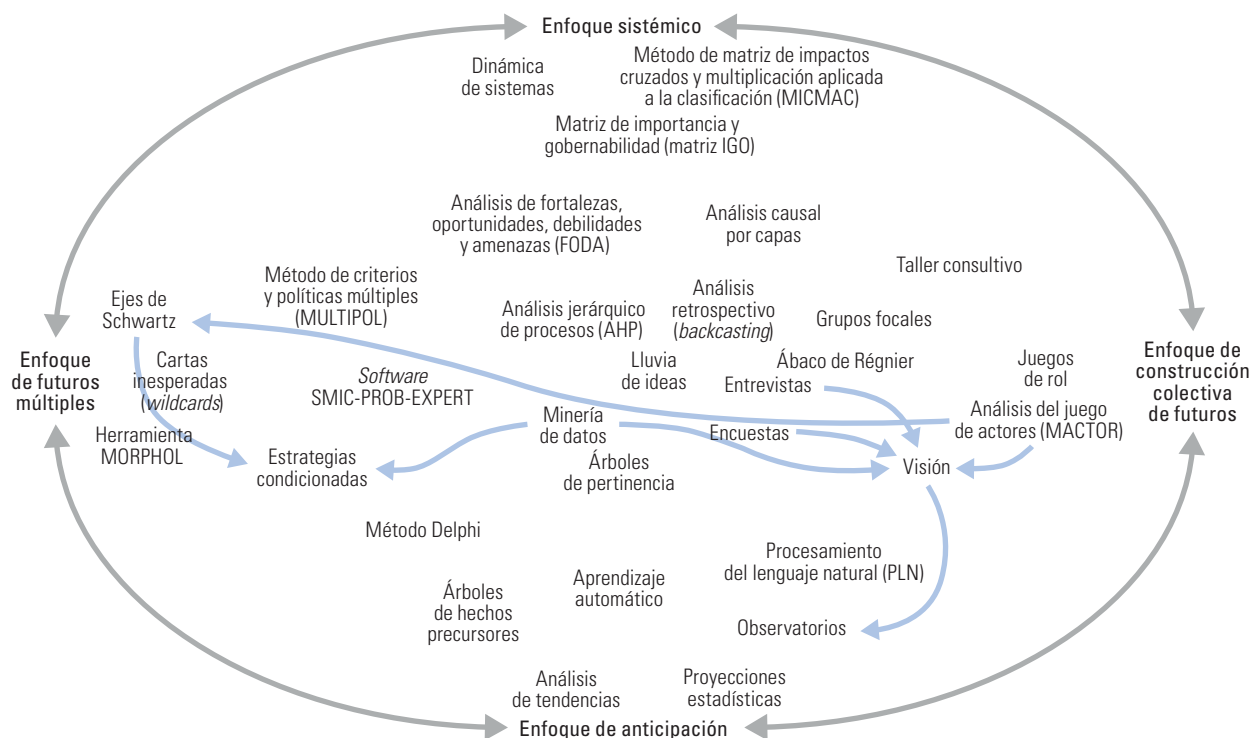 Enfoque sistémico
Dinámica
de sistemas
Método de matriz de impactos
cruzados y multiplicación aplicada
a la clasificación (MICMAC)
Matriz de importancia y
gobernabilidad (matriz IGO)
Análisis de fortalezas,
oportunidades, debilidades
y amenazas (FODA)
Análisis causal
por capas
Taller consultivo
Método de criterios
y políticas múltiples
(MULTIPOL)
Ejes de
Schwartz
Análisis jerárquico
de procesos (AHP)
Análisis
retrospectivo
(backcasting)
Grupos focales
Enfoque
de futuros
múltiples
Cartas
inesperadas
(wildcards)
Software
SMIC-PROB-EXPERT
Lluvia
de ideas
Ábaco de Régnier
Entrevistas
Juegos
de rol
Enfoque de
construcción
colectiva
de futuros
Herramienta
MORPHOL
Estrategias
condicionadas
Minería
de datos
Encuestas
Análisis del juego
de actores (MACTOR)
Árboles
de pertinencia
Visión
Método Delphi
Árboles
de hechos
precursores
Aprendizaje
automático
Procesamiento
del lenguaje natural (PLN)
Observatorios
Análisis
de tendencias
Proyecciones
estadísticas
Enfoque de anticipación